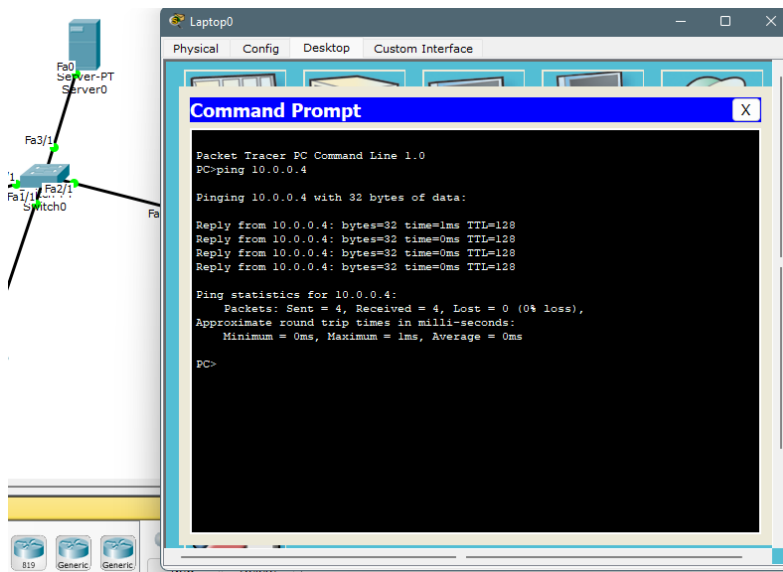 Laptop0
Physical Config Desktop Custom Interface
Fa0
Server-PT
Server0
Fa3/1
Fa2/1
Fa1/1
Switch0
Fa
Command Prompt
X
Packet Tracer PC Command Line 1.0
PC>ping 10.0.0.4
Pinging 10.0.0.4 with 32 bytes of data:
Reply from 10.0.0.4: bytes=32 time=1ms TTL=128
Reply from 10.0.0.4: bytes=32 time=0ms TTL=128
Reply from 10.0.0.4: bytes=32 time=0ms TTL=128
Reply from 10.0.0.4: bytes=32 time=0ms TTL=128
Ping statistics for 10.0.0.4:
Packets: Sent = 4, Received = 4, Lost = 0 (0% loss),
Approximate round trip times in milli-seconds:
Minimum = 0ms, Maximum = 1ms, Average = 0ms
PC>
819 Generic Generic